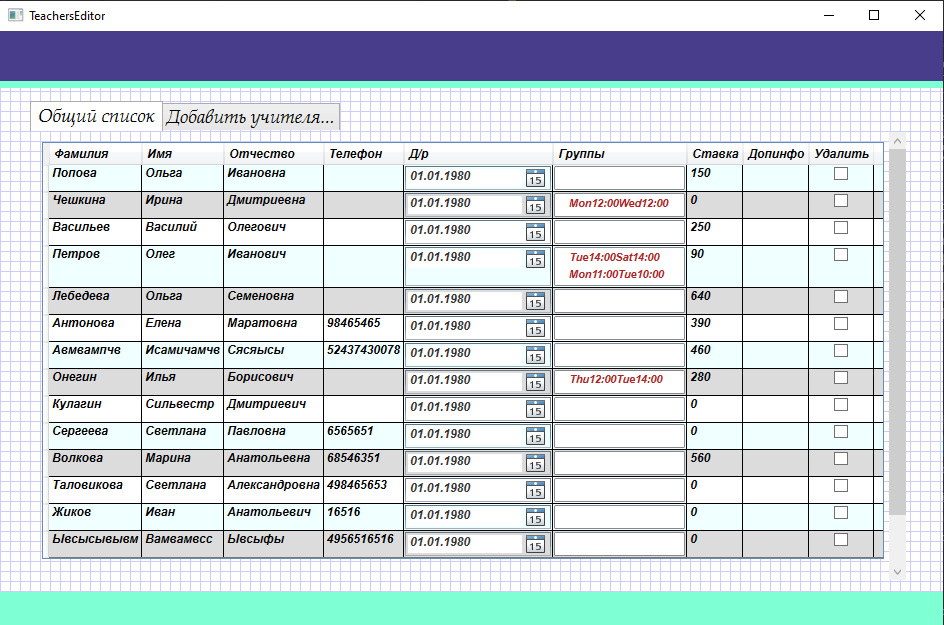 TeachersEditor
Общий список Добавить учителя...
Фамилия Имя Отчество Телефон Д/р Группы Ставка Допинфо Удалить
Попова Ольга Ивановна 01.01.1980 15 150
Чешкина Ирина Дмитриевна 01.01.1980 15 Mon12:00Wed12:00 0
Васильев Василий Олегович 01.01.1980 15 250
Петров Олег Иванович 01.01.1980 15 Tue14:00Sat14:00 90
Mon11:00Tue10:00
Лебедева Ольга Семеновна 01.01.1980 15 640
Антонова Елена Маратовна 98465465 01.01.1980 15 390
Авмвампчв Исамичамчв Сясяысы 52437430078 01.01.1980 15 460
Онегин Илья Борисович 01.01.1980 15 Thu12:00Tue14:00 280
Кулагин Сильвестр Дмитриевич 01.01.1980 15 0
Сергеева Светлана Павловна 6565651 01.01.1980 15 0
Волкова Марина Анатольевна 68546351 01.01.1980 15 560
Таловикова Светлана Александровна 498465653 01.01.1980 15 0
Жиков Иван Анатольевич 16516 01.01.1980 15 0
Ывсысывывм Вамвамвсс Ывсыфы 4956516516 01.01.1980 15 0